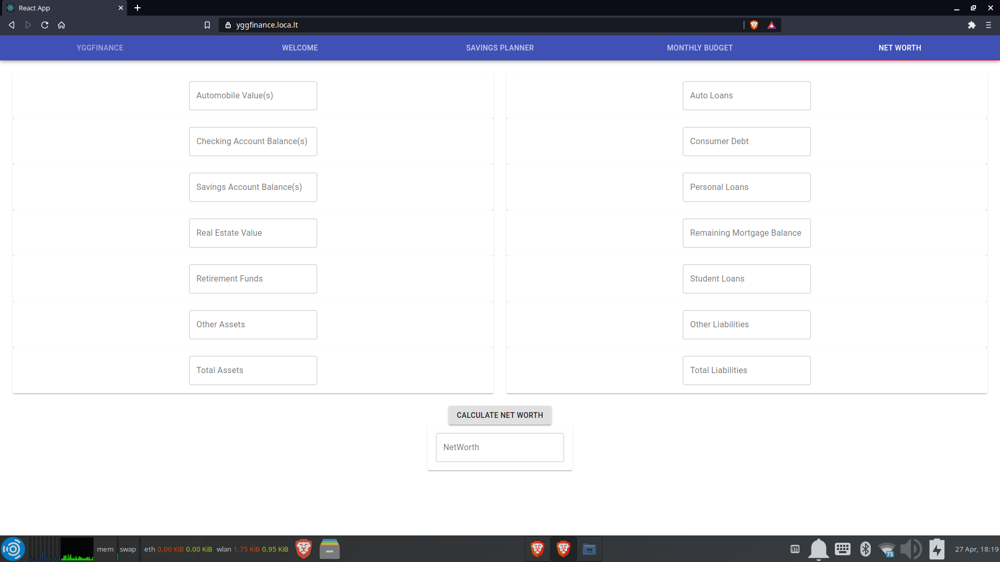 React App
yggfinance.loca.lt
YGGFINANCE WELCOME SAVINGS PLANNER MONTHLY BUDGET NET WORTH
Automobile Value(s) Auto Loans
Checking Account Balance(s) Consumer Debt
Savings Account Balance(s) Personal Loans
Real Estate Value Remaining Mortgage Balance
Retirement Funds Student Loans
Other Assets Other Liabilities
Total Assets Total Liabilities
CALCULATE NET WORTH
NetWorth
mem swap eth 0.00 KiB 0.00 KiB wlan 1.75 KiB 0.95 KiB 75 27 Apr, 18:19